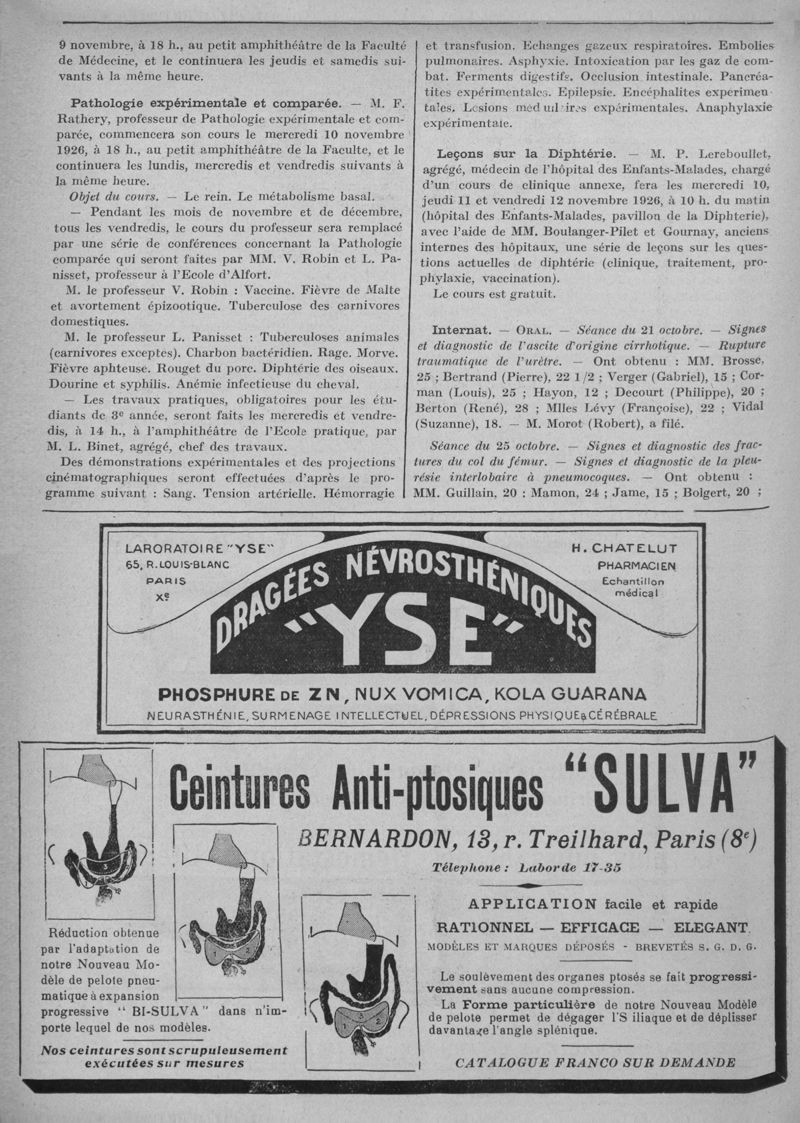 9 novembre, à 18 h., au petit amphithéâtre de la Faculté
de Médecine, et le continuera les jeudis et samedis sui-
vants à la même heure.
Pathologie expérimentale et comparée. — M. F.
Rathery, professeur de Pathologie expérimentale et com-
parée, commencera son cours le mercredi 10 novembre
1926, à 18 h., au petit amphithéâtre de la Faculte, et le
continuera les lundis, mercredis et vendredis suivants à
la même heure.
Objet du cours. — Le rein. Le métabolisme basal.
— Pendant les mois de novembre et de décembre,
tous les vendredis, le cours du professeur sera remplacé
par une série de conférences concernant la Pathologie
comparée qui seront faites par MM. V. Robin et L. Pa-
nisset, professeur à l'Ecole d'Alfort.
M. le professeur V. Robin : Vaccine. Fièvre de Malte
et avortement épizootique. Tuberculose des carnivores
domestiques.
M. le professeur L. Panisset : Tuberculoses animales
(carnivores exceptes). Charbon bactéridien. Rage. Morve.
Fièvre aphteuse. Rouget du porc. Diphtérie des oiseaux.
Dourine et syphilis. Anémie infectieuse du cheval.
— Les travaux pratiques, obligatoires pour les étu-
diants de 3e année, seront faits les mercredis et vendre-
dis, à 14 h., à l'amphithéâtre de l'Ecole pratique, par
M. L. Binet, agrégé, chef des travaux.
Des démonstrations expérimentales et des projections
cinématographiques seront effectuées d'après le pro-
gramme suivant : Sang. Tension artérielle. Hémorragie
et transfusion. Echanges gazeux respiratoires. Embolies
pulmonaires. Asphyxie. Intoxication par les gaz de com-
bat. Ferments digestifs. Occlusion intestinale. Pancréa-
tites expérimentales. Epilepsie. Encéphalites experimen-
tales. Lésions médullaires expérimentales. Anaphylaxie
expérimentale.
Leçons sur la Diphtérie. — M. P. Lereboullet,
agrégé, médecin de l'hôpital des Enfants-Malades, chargé
d'un cours de clinique annexe, fera les mercredi 10,
jeudi 11 et vendredi 12 novembre 1926, à 10 h. du matin
(hôpital des Enfants-Malades, pavillon de la Diphterie),
avec l'aide de MM. Boulanger-Pilet et Gournay, anciens
internes des hôpitaux, une série de leçons sur les ques-
tions actuelles de diphtérie (clinique, traitement, pro-
phylaxie, vaccination).
Le cours est gratuit.
Internat. — ORAL. — Séance du 21 octobre. — Signes
et diagnostic de l'ascite d'origine cirrhotique. — Rupture
traumatique de l'urètre. — Ont obtenu : MM. Brosse,
25 ; Bertrand (Pierre), 22 1/2 ; Verger (Gabriel), 15 ; Cor-
man (Louis), 25 ; Hayon, 12 ; Decourt (Philippe), 20 ;
Berton (René), 28 ; Mlles Lévy (Françoise), 22 ; Vidal
(Suzanne), 18. — M. Morot (Robert), a filé.
Séance du 25 octobre. — Signes et diagnostic des frac-
tures du col du fémur. — Signes et diagnostic de la pleu-
résie interlobaire à pneumocoques. — Ont obtenu :
MM. Guillain, 20 : Mamon, 24 ; Jame, 15 ; Bolgert, 20 ;
LARORATOIRE "YSE"
65, R. LOUIS-BLANC
PARIS
Xe
H. CHATELUT
PHARMACIEN
Echantillon
médical
DRAGÉES NÉVROSTHÉNIQUES
"YSE"
PHOSPHURE DE ZN, NUX VOMICA, KOLA GUARANA
NEURASTHÉNIE, SURMENAGE INTELLECTUEL, DÉPRESSIONS PHYSIQUE & CÉRÉBRALE
Ceintures Anti-ptosiques "SULVA"
BERNARDON, 13, r. Treilhard, Paris (8e)
Télephone : Laborde 17-35
APPLICATION facile et rapide
RATIONNEL — EFFICACE — ELEGANT
MODÈLES ET MARQUES DÉPOSÉS - BREVETÉS S. G. D. G.
Le soulèvement des organes ptosés se fait progressi-
vement sans aucune compression.
La Forme particulière de notre Nouveau Modèle
de pelote permet de dégager l'S iliaque et de déplisser
davantage l'angle splénique.
CATALOGUE FRANCO SUR DEMANDE
Réduction obtenue
par l'adaptation de
notre Nouveau Mo-
dèle de pelote pneu-
matique à expansion
progressive " BI-SULVA " dans n'im-
porte lequel de nos modèles.
Nos ceintures sont scrupuleusement
exécutées sur mesures